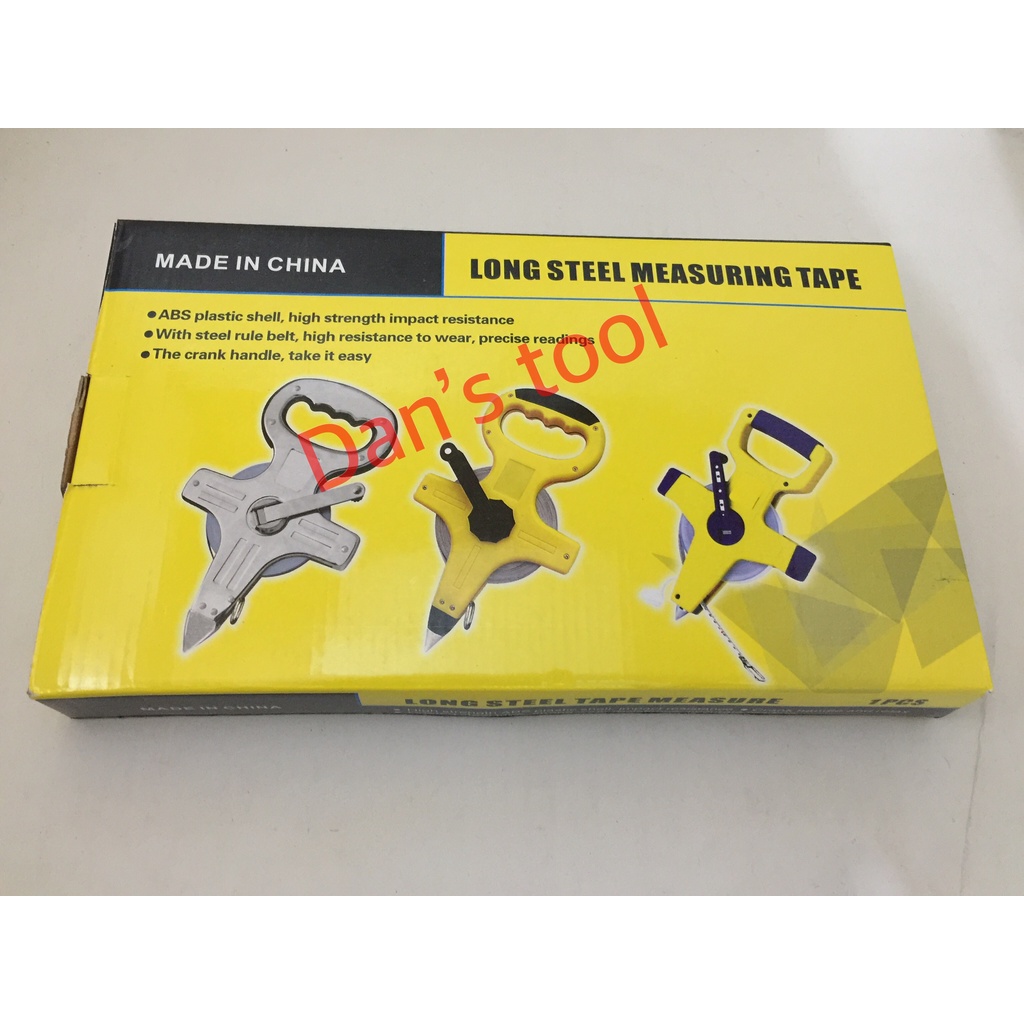 MADE IN CHINA
LONG STEEL MEASURING TAPE
●ABS plastic shell, high strength impact resistance
●With steel rule belt, high resistance to wear, precise readings
●The crank handle, take it easy
Dan's tool
MADE IN CHINA
LONG STEEL TAPE MEASURE
1PCS